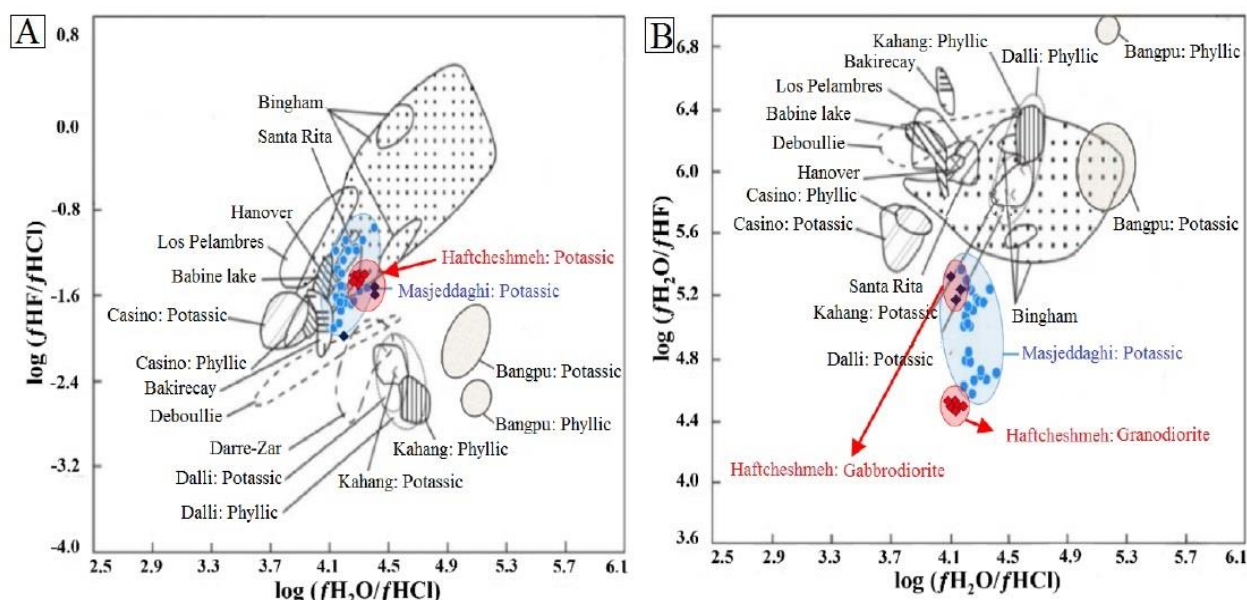 A
0.8
0.0
-0.8
-1.6
-2.4
-3.2
-4.0
log (fHF/fHCl)
Bingham
Santa Rita
Hanover
Los Pelambres
Babine lake
Casino: Potassic
Casino: Phyllic
Bakirecay
Deboullie
Darre-Zar
Dalli: Potassic
Dalli: Phyllic
Haftcheshmeh: Potassic
Masjeddaghi: Potassic
Bangpu: Potassic
Bangpu: Phyllic
Kahang: Phyllic
Kahang: Potassic
2.5 2.9 3.3 3.7 4.1 4.5 4.9 5.3 5.7 6.1
log (fH₂O/fHCl)
B
6.8
6.4
6.0
5.6
5.2
4.8
4.4
4.0
3.6
log (fH₂O/fHF)
Kahang: Phyllic
Bakirecay
Dalli: Phyllic
Bangpu: Phyllic
Los Pelambres
Babine lake
Deboullie
Hanover
Casino: Phyllic
Casino: Potassic
Bangpu: Potassic
Santa Rita
Kahang: Potassic
Bingham
Dalli: Potassic
Masjeddaghi: Potassic
Haftcheshmeh: Granodiorite
Haftcheshmeh: Gabbrodiorite
2.5 2.9 3.3 3.7 4.1 4.5 4.9 5.3 5.7 6.1
log (fH₂O/fHCl)